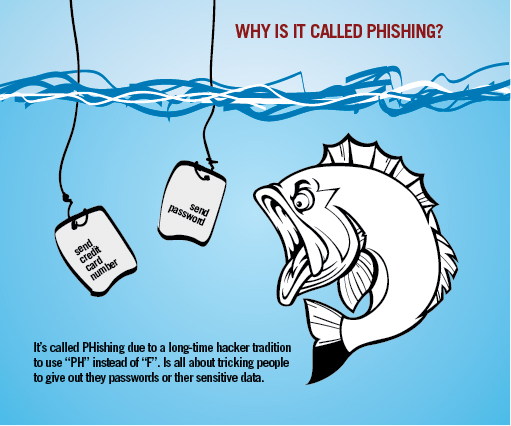 WHY IS IT CALLED PHISHING?
send
password
send
credit
card
number
It's called PHishing due to a long-time hacker tradition
to use “PH” instead of “F”. Is all about tricking people
to give out they passwords or ther sensitive data.